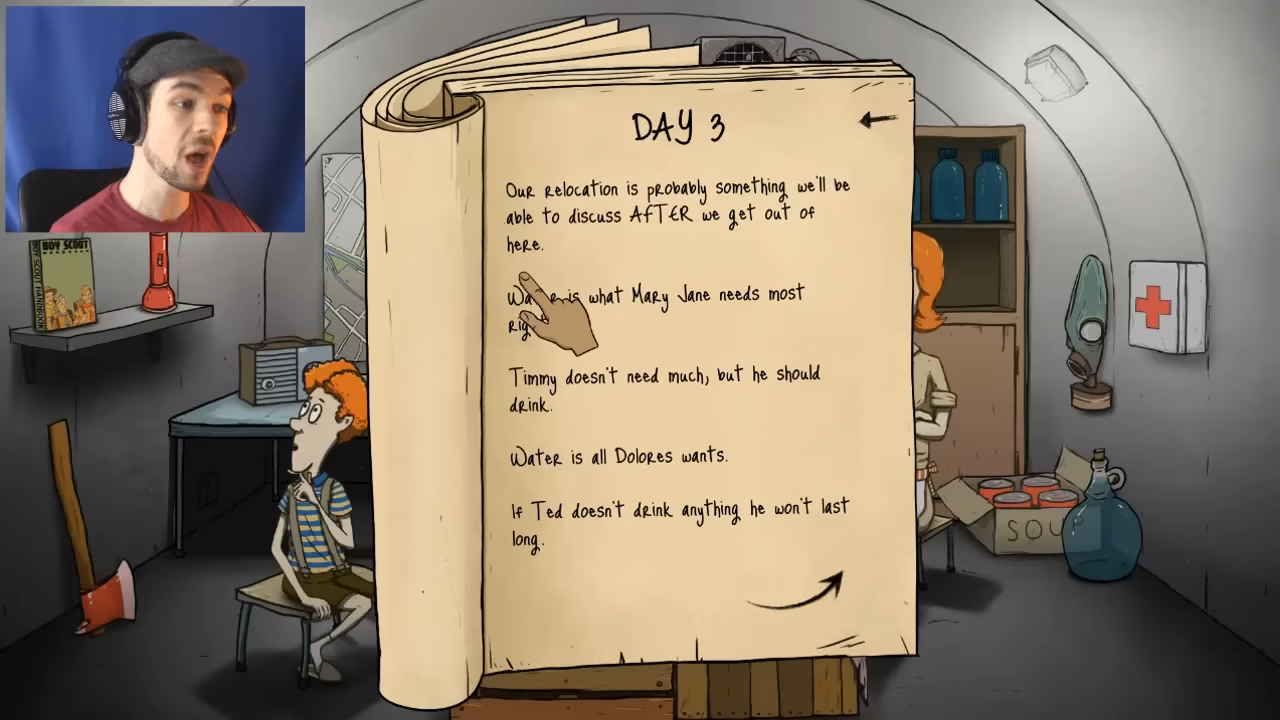 BOY SCOUT
BOY SCOUT HANDBOOK
DAY 3
Our relocation is probably something we'll be
able to discuss AFTER we get out of
here.
is what Mary Jane needs most
Timmy doesn't need much, but he should
drink.
Water is all Dolores wants.
If Ted doesn't drink anything he won't last
long.
SOUP